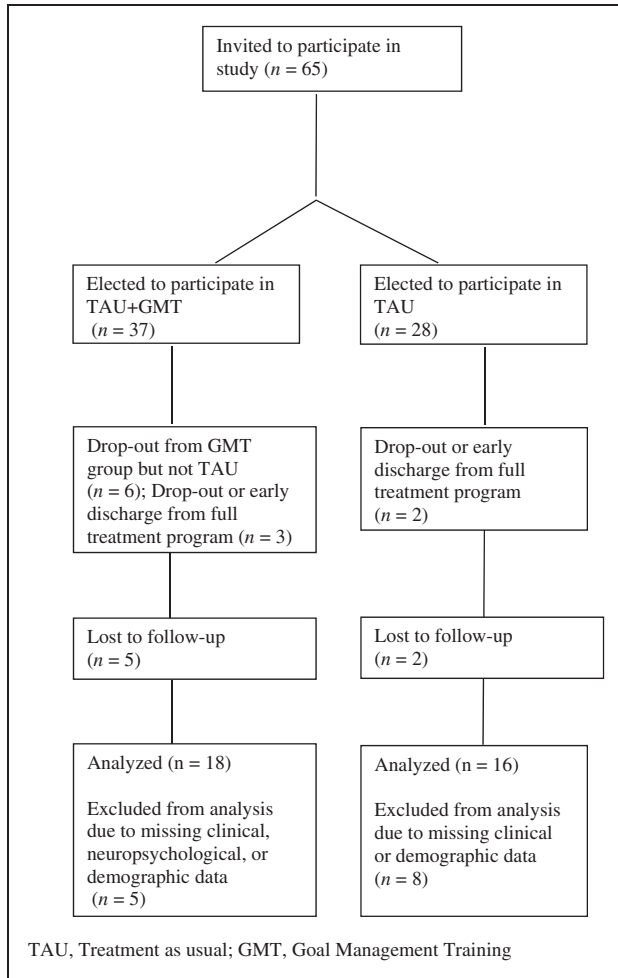 Invited to participate in
study (n = 65)
Elected to participate in
TAU+GMT
(n = 37)
Elected to participate in
TAU
(n = 28)
Drop-out from GMT
group but not TAU
(n = 6); Drop-out or early
discharge from full
treatment program (n = 3)
Drop-out or early
discharge from full
treatment program
(n = 2)
Lost to follow-up
(n = 5)
Lost to follow-up
(n = 2)
Analyzed (n = 18)
Excluded from analysis
due to missing clinical,
neuropsychological, or
demographic data
(n = 5)
Analyzed (n = 16)
Excluded from analysis
due to missing clinical
or demographic data
(n = 8)
TAU, Treatment as usual; GMT, Goal Management Training